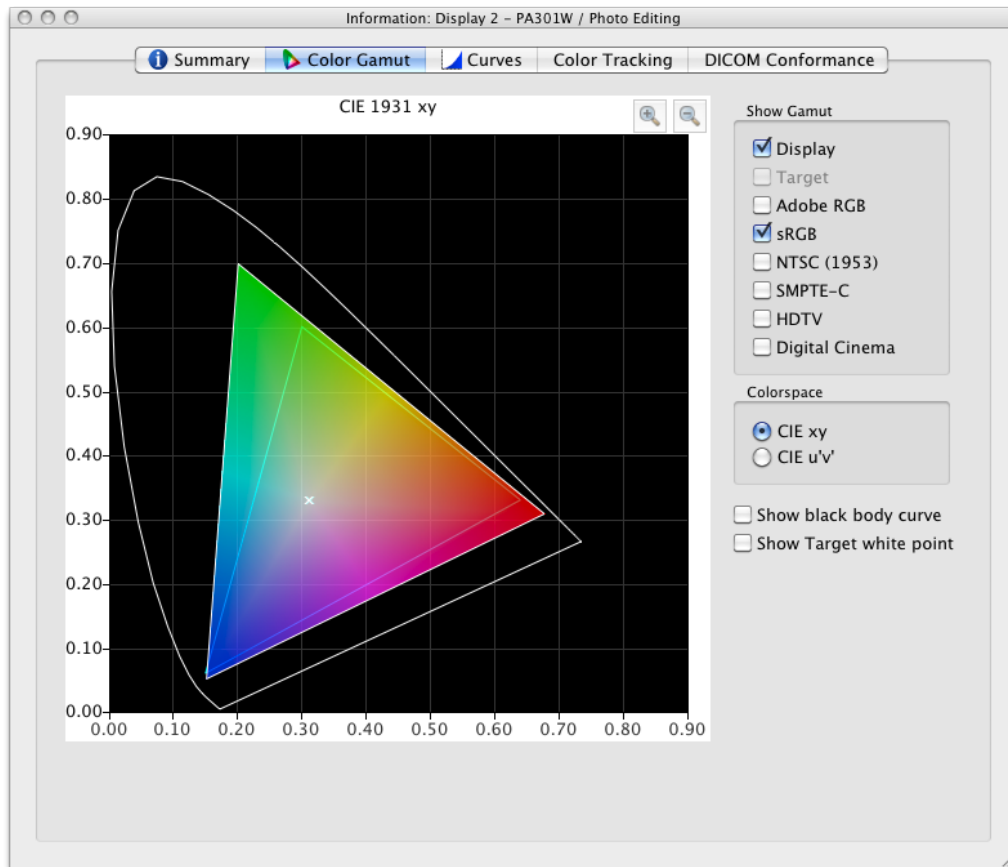 Information: Display 2 – PA301W / Photo Editing
Summary
Color Gamut
Curves
Color Tracking
DICOM Conformance
CIE 1931 xy
0.90
0.80
0.70
0.60
0.50
0.40
0.30
0.20
0.10
0.00
0.00 0.10 0.20 0.30 0.40 0.50 0.60 0.70 0.80 0.90
Show Gamut
Display
Target
Adobe RGB
sRGB
NTSC (1953)
SMPTE-C
HDTV
Digital Cinema
Colorspace
CIE xy
CIE u'v'
Show black body curve
Show Target white point